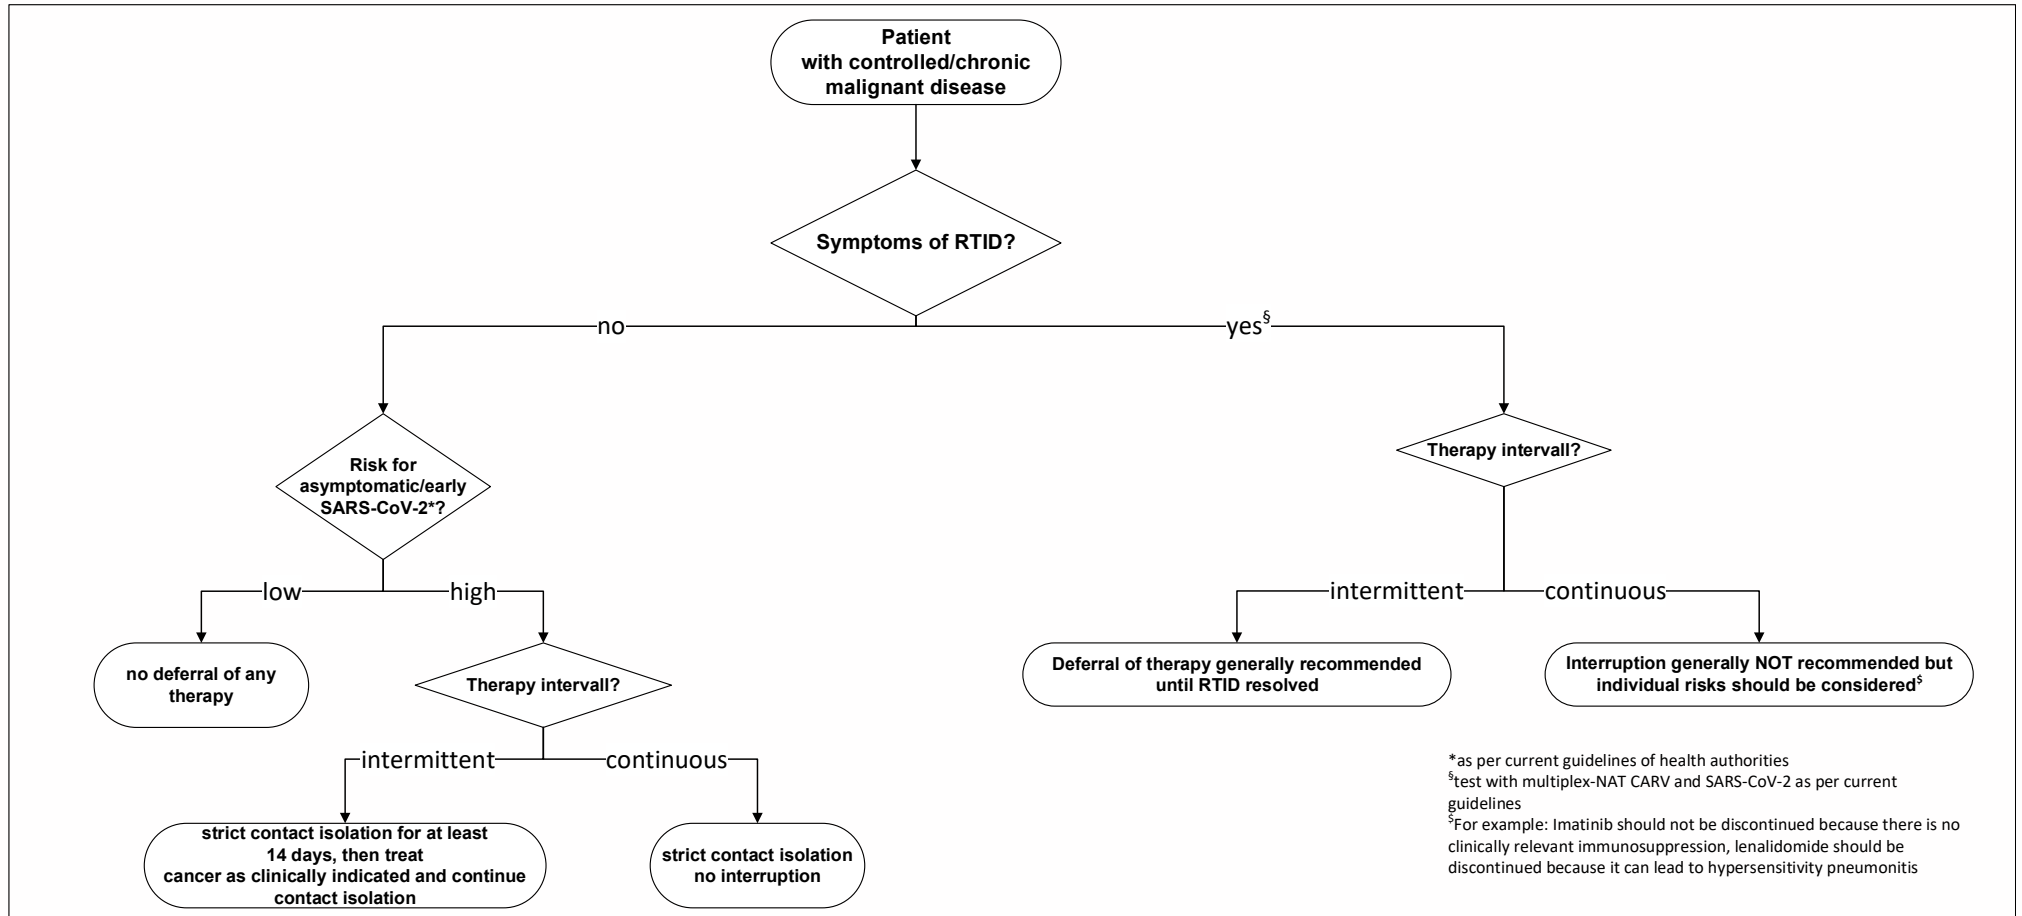 Patient
with controlled/chronic
malignant disease
Symptoms of RTID?
no
yes§
Risk for
asymptomatic/early
SARS-CoV-2*?
Therapy intervall?
low
high
intermittent
continuous
no deferral of any
therapy
Therapy intervall?
Deferral of therapy generally recommended
until RTID resolved
Interruption generally NOT recommended but
individual risks should be considered$
intermittent
continuous
strict contact isolation for at least
14 days, then treat
cancer as clinically indicated and continue
contact isolation
strict contact isolation
no interruption
*as per current guidelines of health authorities
§test with multiplex-NAT CARV and SARS-CoV-2 as per current
guidelines
$For example: Imatinib should not be discontinued because there is no
clinically relevant immunosuppression, lenalidomide should be
discontinued because it can lead to hypersensitivity pneumonitis